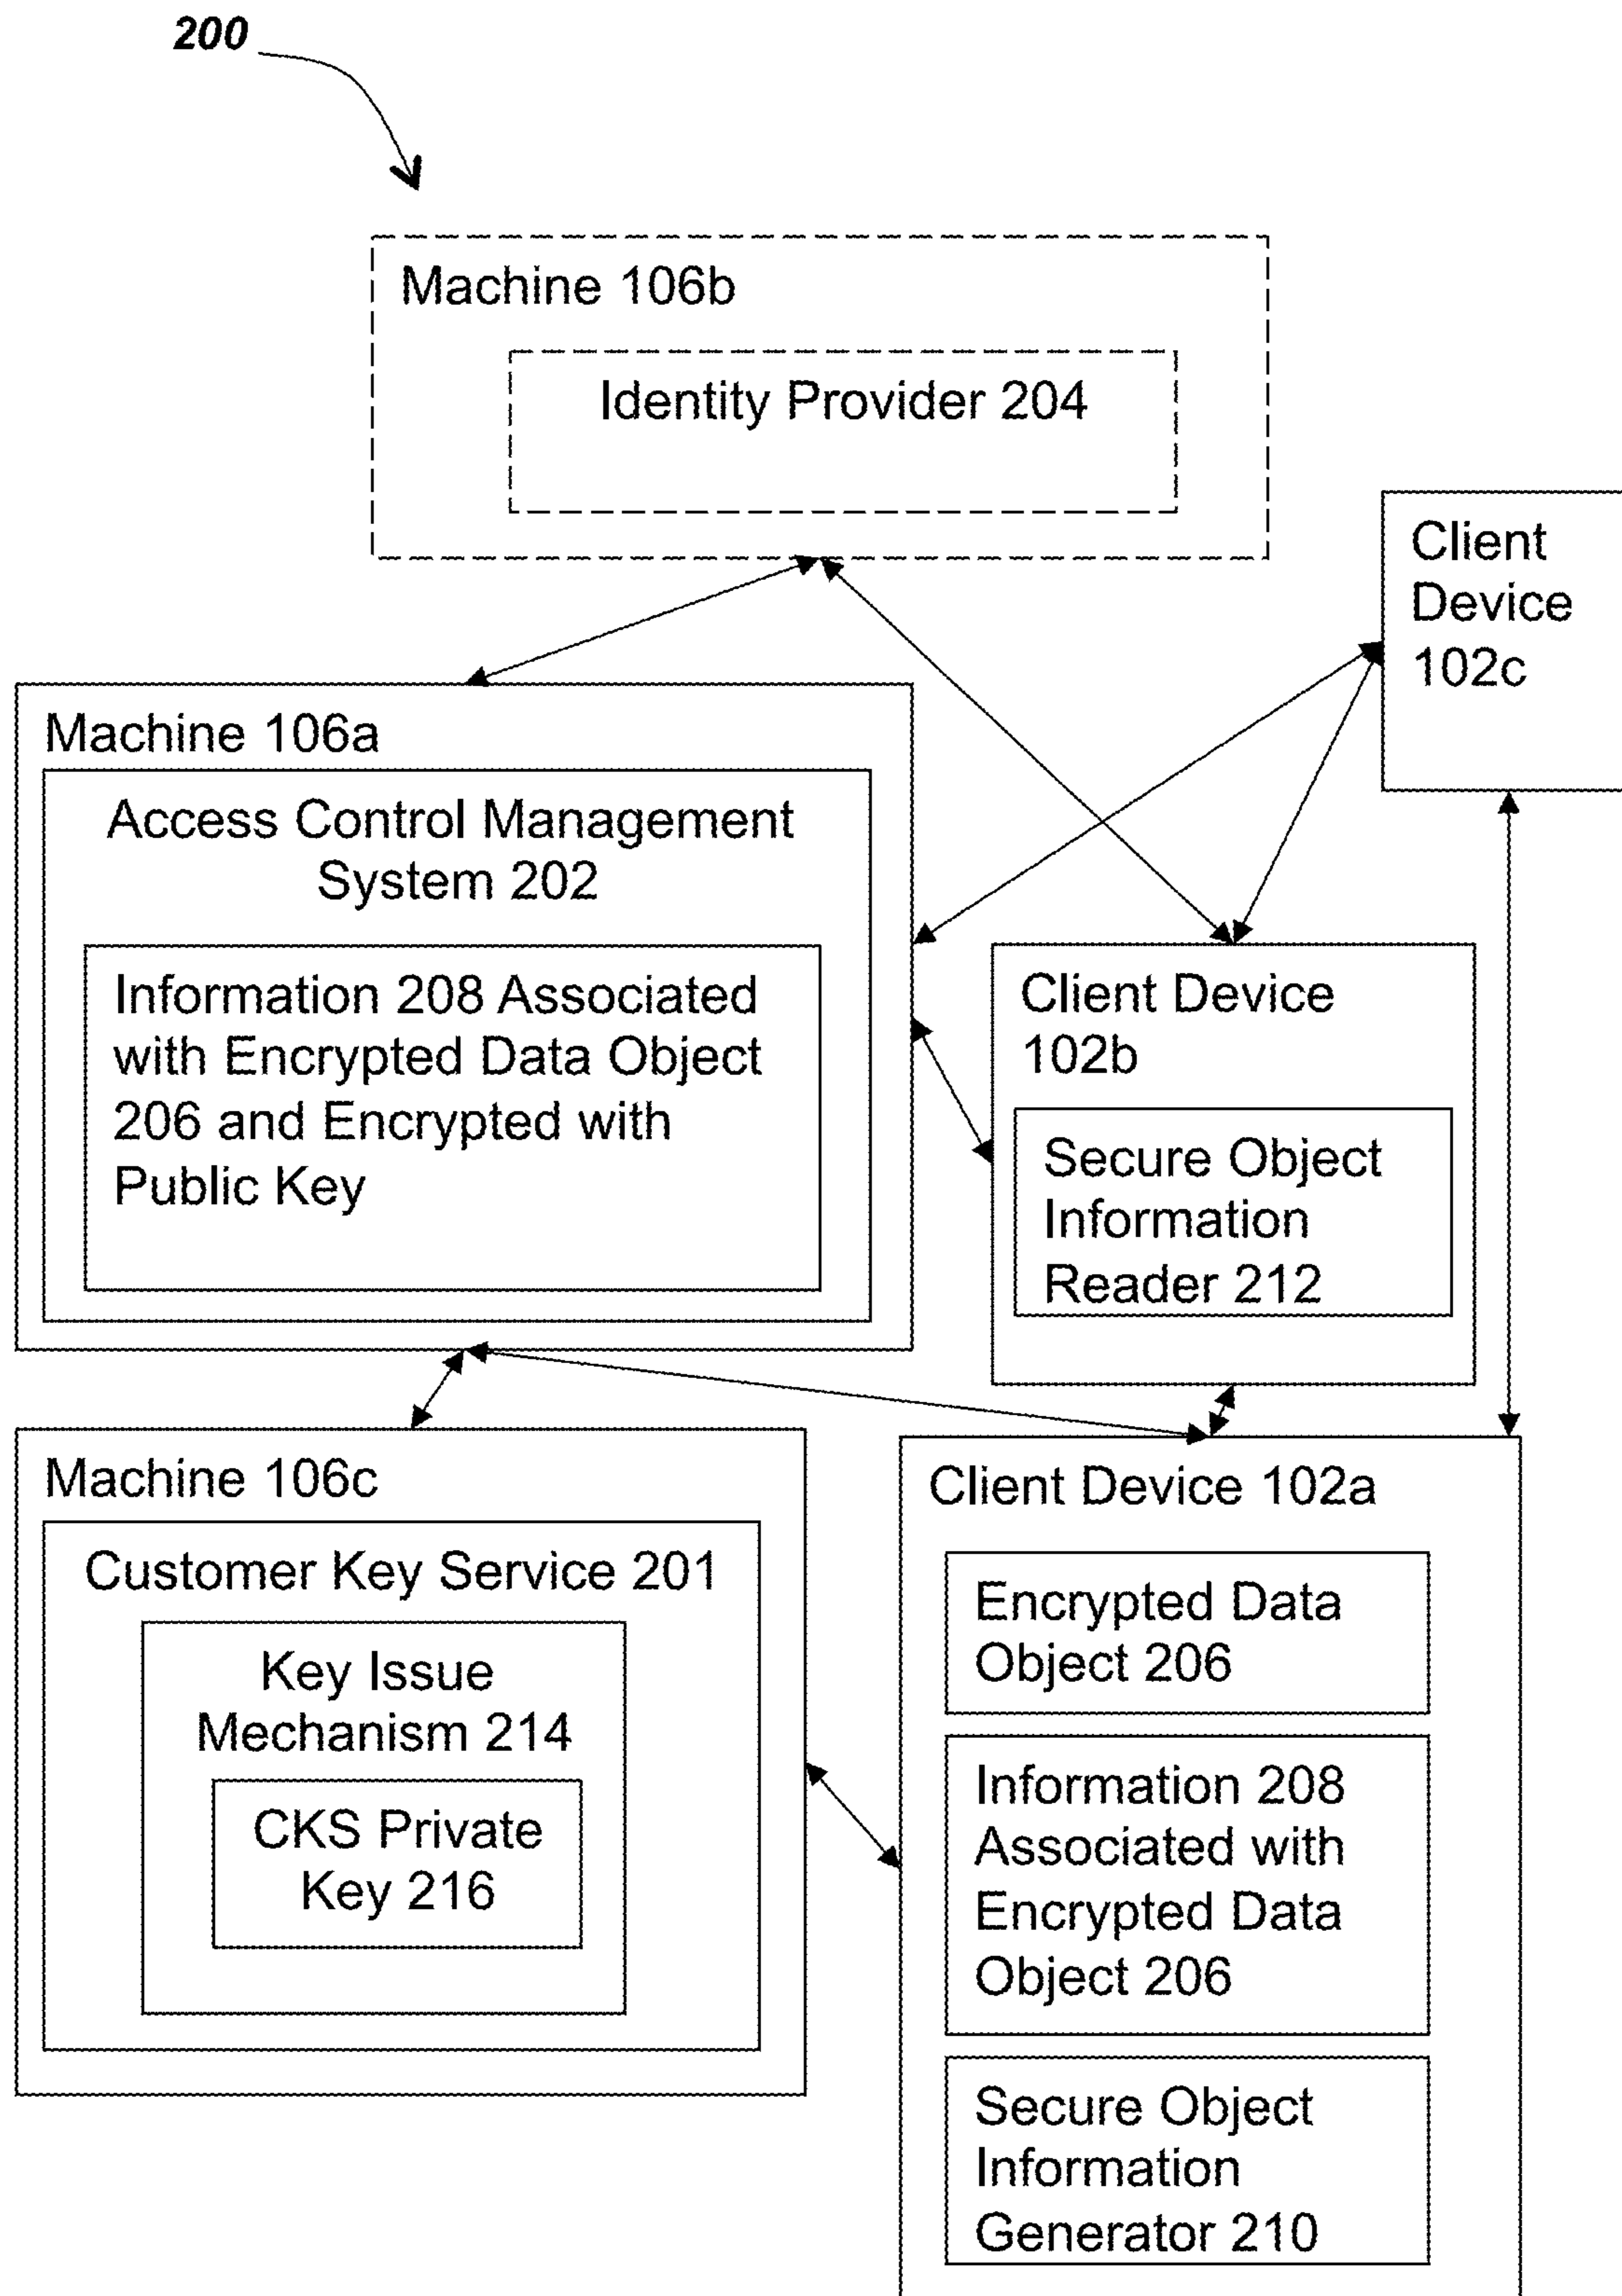 200
Machine 106b
Identity Provider 204
Client
Device
102c
Machine 106a
Access Control Management
System 202
Information 208 Associated
with Encrypted Data Object
206 and Encrypted with
Public Key
Client Device
102b
Secure Object
Information
Reader 212
Machine 106c
Customer Key Service 201
Key Issue
Mechanism 214
CKS Private
Key 216
Client Device 102a
Encrypted Data
Object 206
Information 208
Associated with
Encrypted Data
Object 206
Secure Object
Information
Generator 210